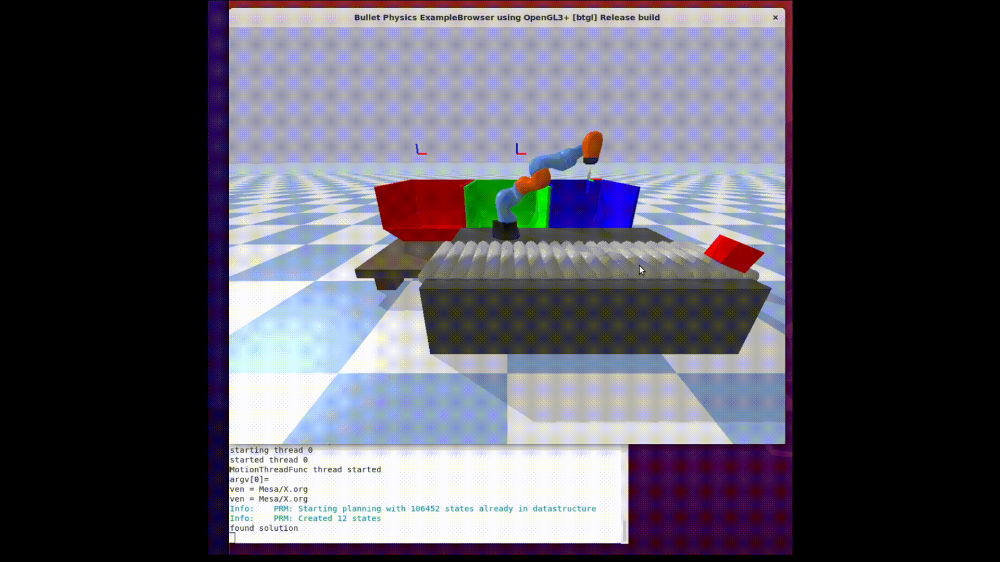 Bullet Physics ExampleBrowser using OpenGL3+ [btgl] Release build
starting thread 0
started thread 0
MotionThreadFunc thread started
argv[0]=
ven = Mesa/X.org
ven = Mesa/X.org
Info:    PRM: Starting planning with 106452 states already in datastructure
Info:    PRM: Created 12 states
found solution